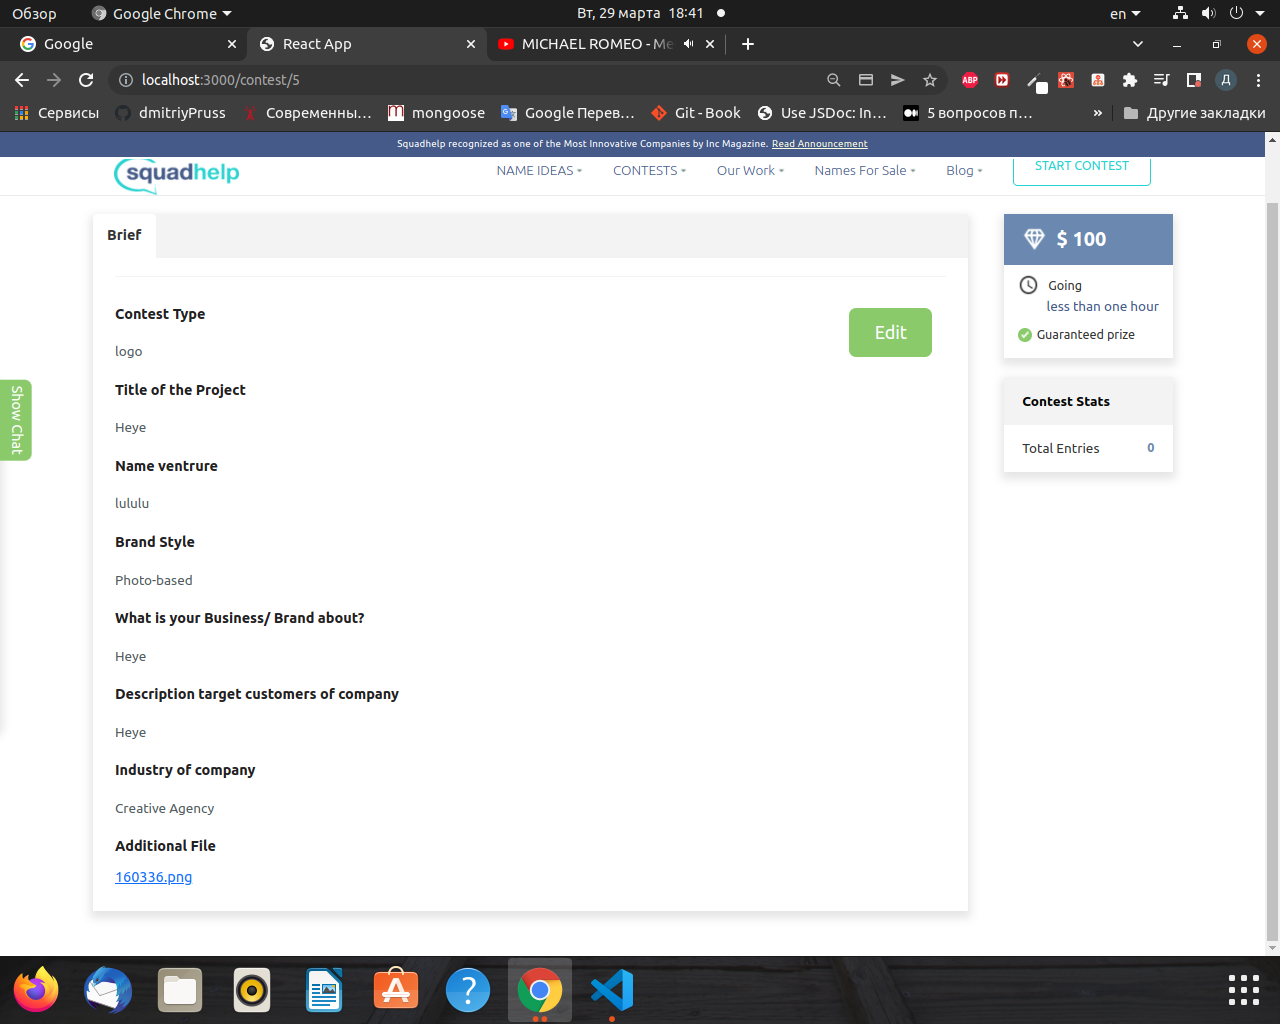 Обзор
Google Chrome
Вт, 29 марта 18:41
en
Google
React App
MICHAEL ROMEO - Me
localhost:3000/contest/5
ABP
Д
Сервисы
dmitriyPruss
Современны...
mongoose
Google Перев...
Git - Book
Use JSDoc: In...
5 вопросов п...
»
Другие закладки
Squadhelp recognized as one of the Most Innovative Companies by Inc Magazine. Read Announcement
squadhelp
NAME IDEAS
CONTESTS
Our Work
Names For Sale
Blog
START CONTEST
Brief
$ 100
Going
less than one hour
Guaranteed prize
Contest Stats
Total Entries 0
Show Chat
Contest Type
Edit
logo
Title of the Project
Heye
Name ventrure
lululu
Brand Style
Photo-based
What is your Business/ Brand about?
Heye
Description target customers of company
Heye
Industry of company
Creative Agency
Additional File
160336.png